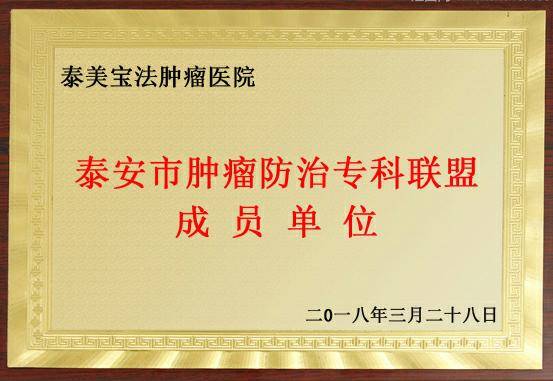 泰美宝法肿瘤医院
泰安市肿瘤防治专科联盟
成员单位
二0一八年三月二十八日